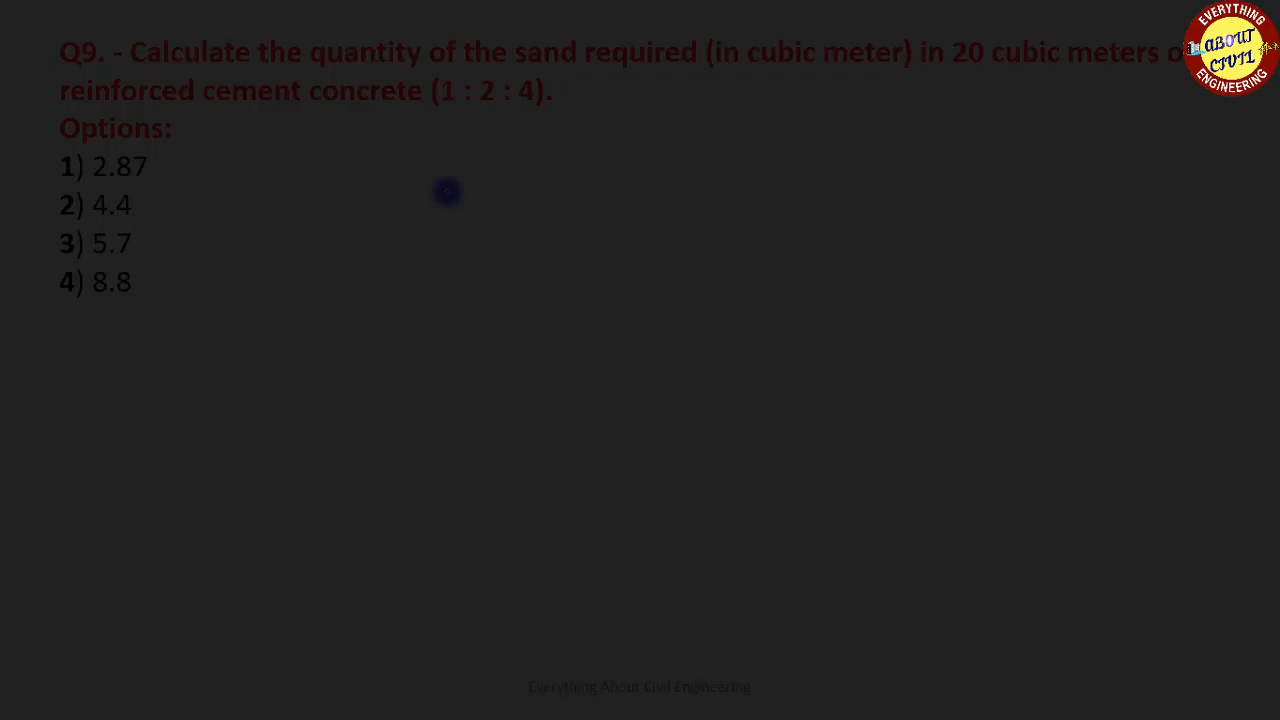 Q9. - Calculate the quantity of the sand required (in cubic meter) in 20 cubic meters
reinforced cement concrete (1 : 2 : 4).
Options:
1) 2.87
2) 4.4
3) 5.7
4) 8.8
EVERYTHING
ABOUT
CIVIL
ENGINEERING
Everything About Civil Engineering